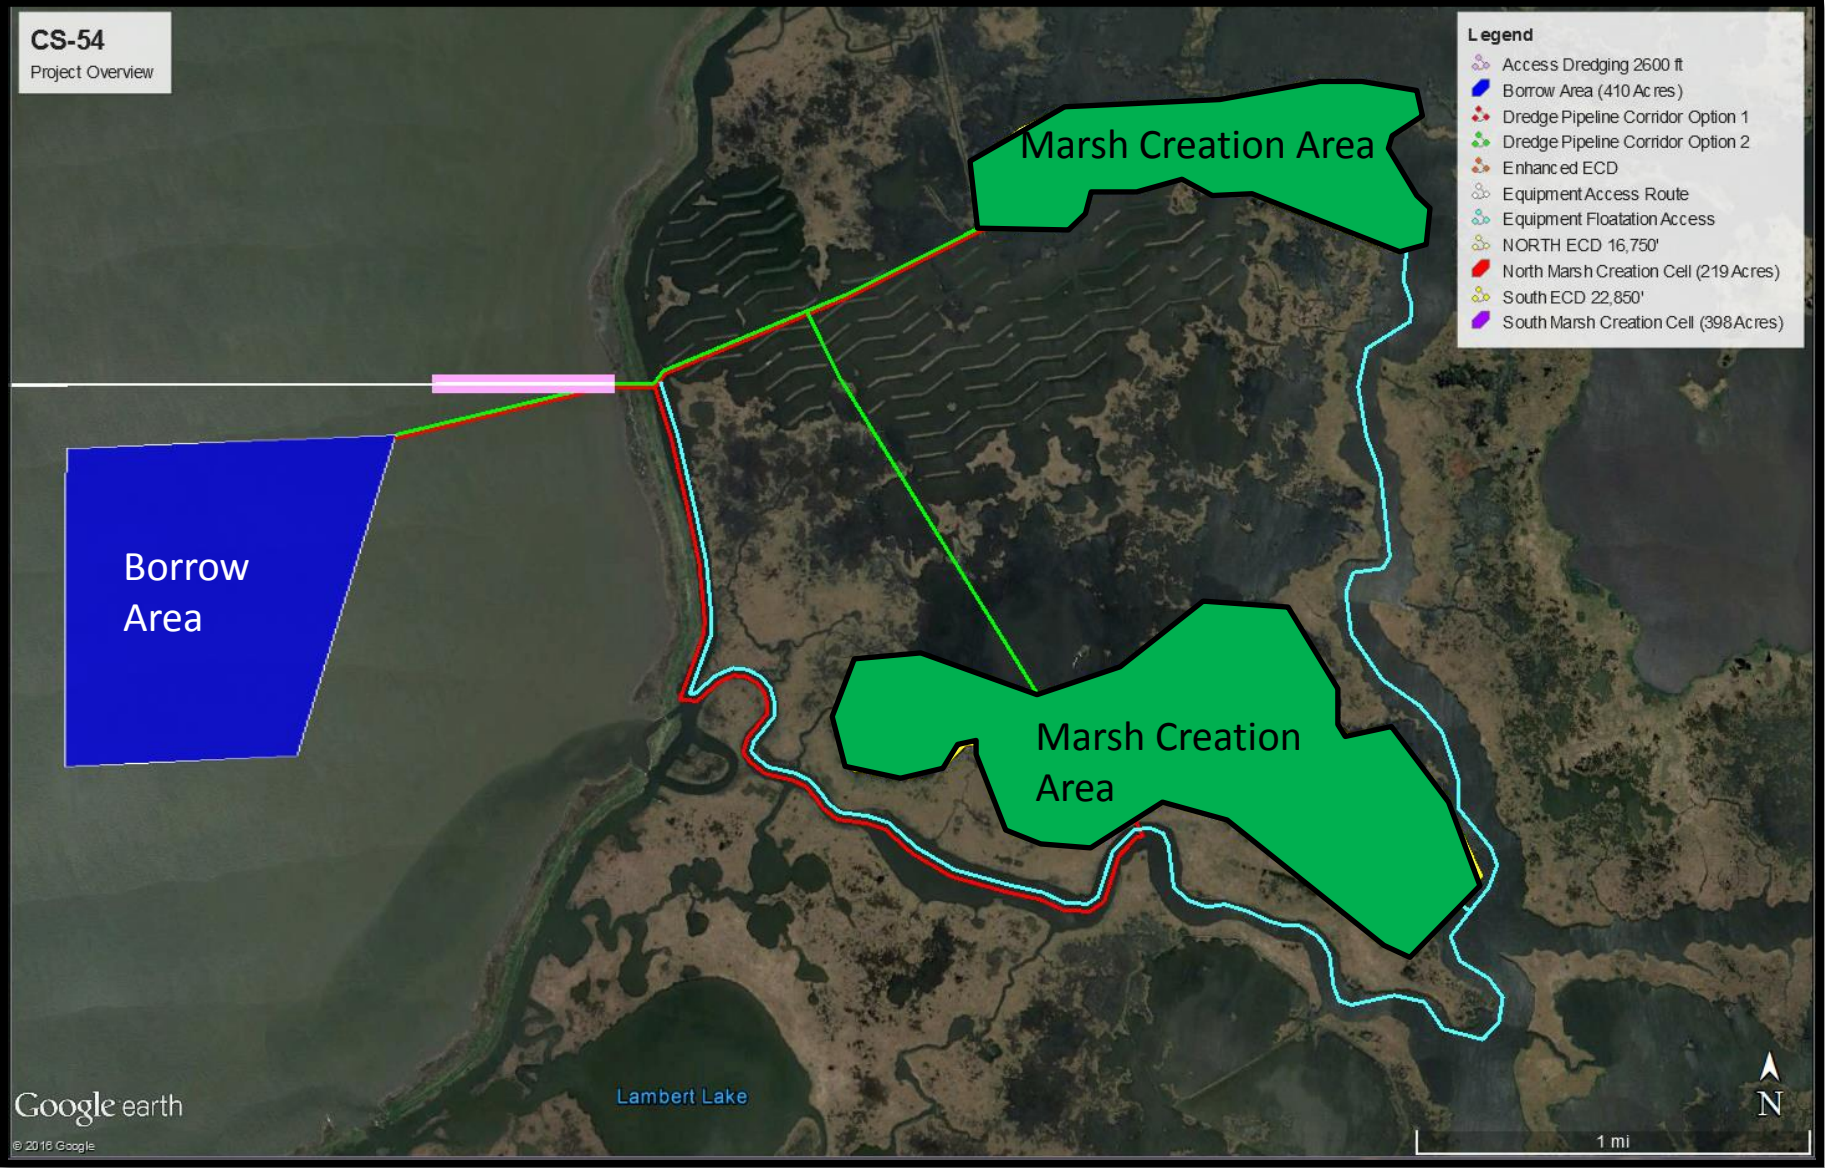 CS-54
Project Overview
Legend
Access Dredging 2600 ft
Borrow Area (410 Acres)
Dredge Pipeline Corridor Option 1
Dredge Pipeline Corridor Option 2
Enhanced ECD
Equipment Access Route
Equipment Floatation Access
NORTH ECD 16,750'
North Marsh Creation Cell (219 Acres)
South ECD 22,850'
South Marsh Creation Cell (398 Acres)
Marsh Creation Area
Borrow
Area
Marsh Creation
Area
Lambert Lake
Google earth
© 2016 Google
N
1 mi